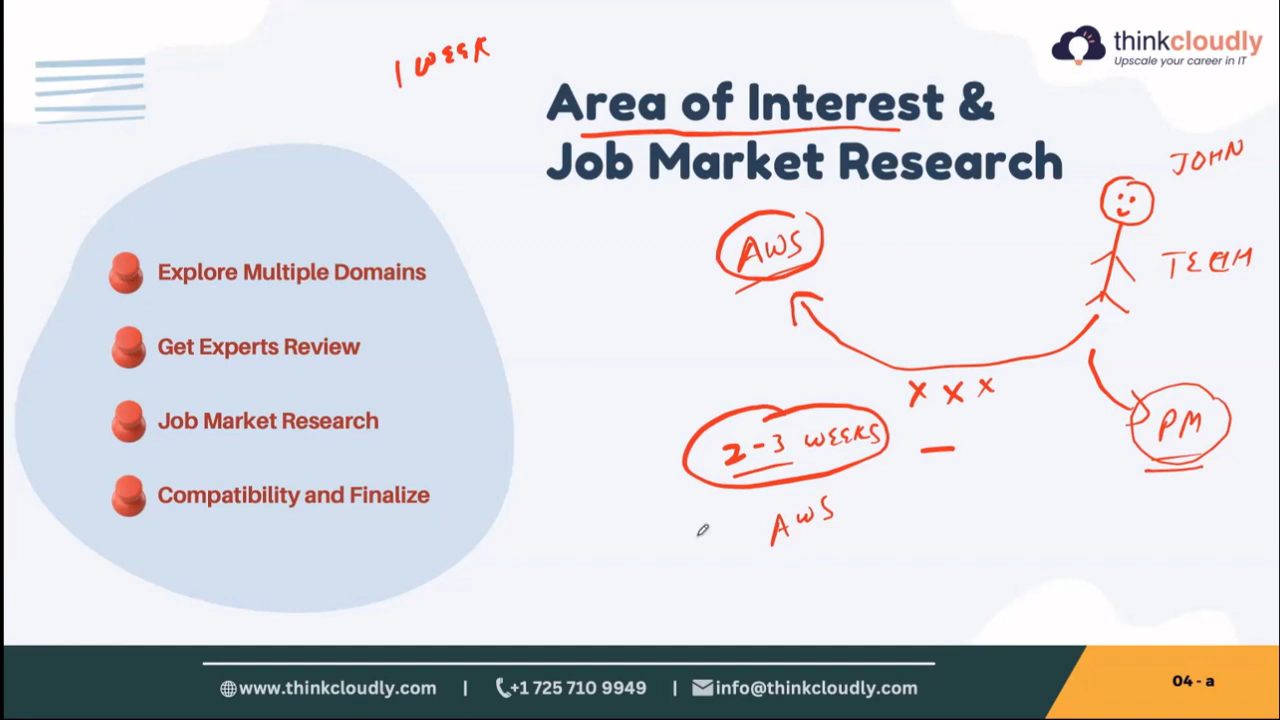 1 WEEK
thinkcloudly
Upscale your career in IT
Area of Interest &
Job Market Research
JOHN
TECH
AWS
Explore Multiple Domains
Get Experts Review
Job Market Research
Compatibility and Finalize
X X X
PM
2-3 WEEKS
AWS
www.thinkcloudly.com | +1 725 710 9949 | info@thinkcloudly.com
04 - a